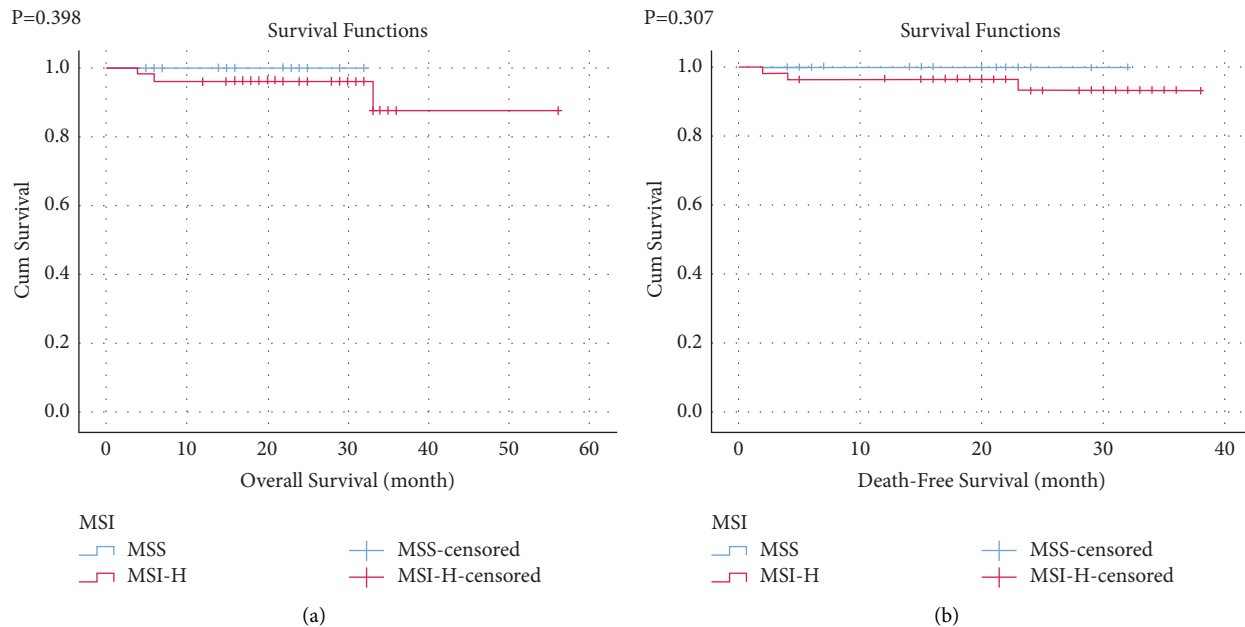 P=0.398
Survival Functions
1.0
0.8
0.6
0.4
0.2
0.0
Cum Survival
0 10 20 30 40 50 60
Overall Survival (month)
MSI
MSS MSS-censored
MSI-H MSI-H-censored
(a)
P=0.307
Survival Functions
1.0
0.8
0.6
0.4
0.2
0.0
Cum Survival
0 10 20 30 40
Death-Free Survival (month)
MSI
MSS MSS-censored
MSI-H MSI-H-censored
(b)